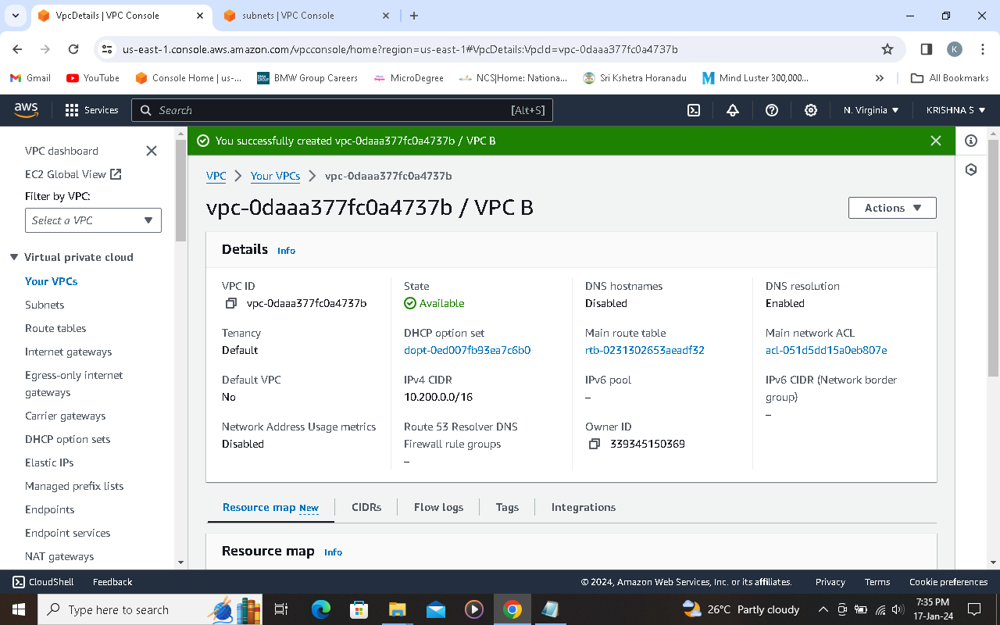 VpcDetails | VPC Console
subnets | VPC Console
us-east-1.console.aws.amazon.com/vpcconsole/home?region=us-east-1#VpcDetails:VpcId=vpc-0daaa377fc0a4737b
K
Gmail
YouTube
Console Home | us-...
BMW Group Careers
MicroDegree
NCS|Home: Nationa...
Sri Kshetra Horanadu
Mind Luster 300,000...
All Bookmarks
aws
Services
Search
[Alt+S]
N. Virginia
KRISHNA S
VPC dashboard
EC2 Global View
Filter by VPC:
Select a VPC
Virtual private cloud
Your VPCs
Subnets
Route tables
Internet gateways
Egress-only internet
gateways
Carrier gateways
DHCP option sets
Elastic IPs
Managed prefix lists
Endpoints
Endpoint services
NAT gateways
You successfully created vpc-0daaa377fc0a4737b / VPC B
VPC
Your VPCs
vpc-0daaa377fc0a4737b
vpc-0daaa377fc0a4737b / VPC B
Actions
Details Info
VPC ID
vpc-0daaa377fc0a4737b
State
Available
DNS hostnames
Disabled
DNS resolution
Enabled
Tenancy
Default
DHCP option set
dopt-0ed007fb93ea7c6b0
Main route table
rtb-0231302653aeadf32
Main network ACL
acl-051d5dd15a0eb807e
Default VPC
No
IPv4 CIDR
10.200.0.0/16
IPv6 pool
–
IPv6 CIDR (Network border
group)
–
Network Address Usage metrics
Disabled
Route 53 Resolver DNS
Firewall rule groups
–
Owner ID
339345150369
Resource map New
CIDRs
Flow logs
Tags
Integrations
Resource map Info
CloudShell
Feedback
© 2024, Amazon Web Services, Inc. or its affiliates.
Privacy
Terms
Cookie preferences
Type here to search
26°C Partly cloudy
7:35 PM
17-Jan-24